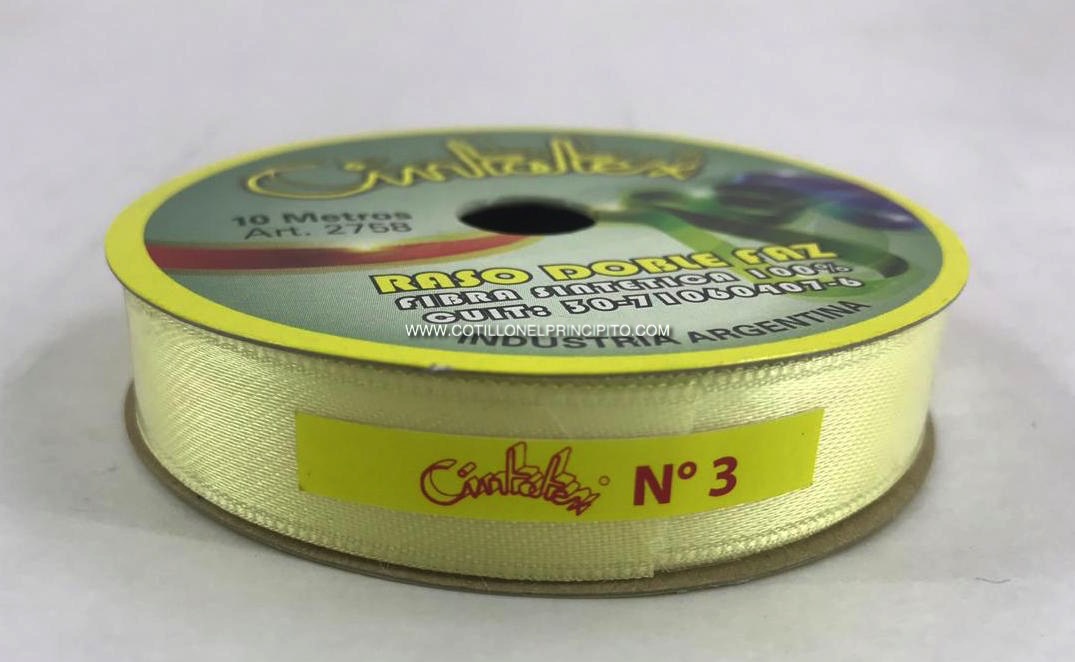 Cintatex
10 Metros
Art. 2758
RASO DOBLE FAZ
FIBRA SINTETICA 100%
CUIT: 30-71060407-6
WWW.COTILLONELPRINCIPITO.COM
INDUSTRIA ARGENTINA
Cintatex® N° 3